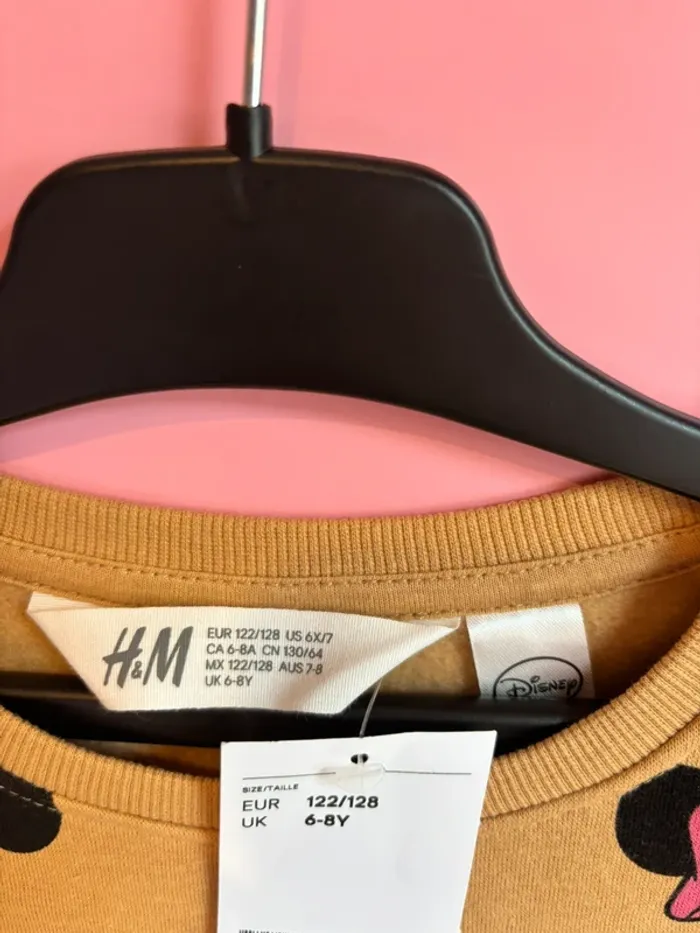 H&M
EUR 122/128 US 6X/7
CA 6-8A CN 130/64
MX 122/128 AUS 7-8
UK 6-8Y
DISNEY
SIZE/TAILLE
EUR 122/128
UK 6-8Y